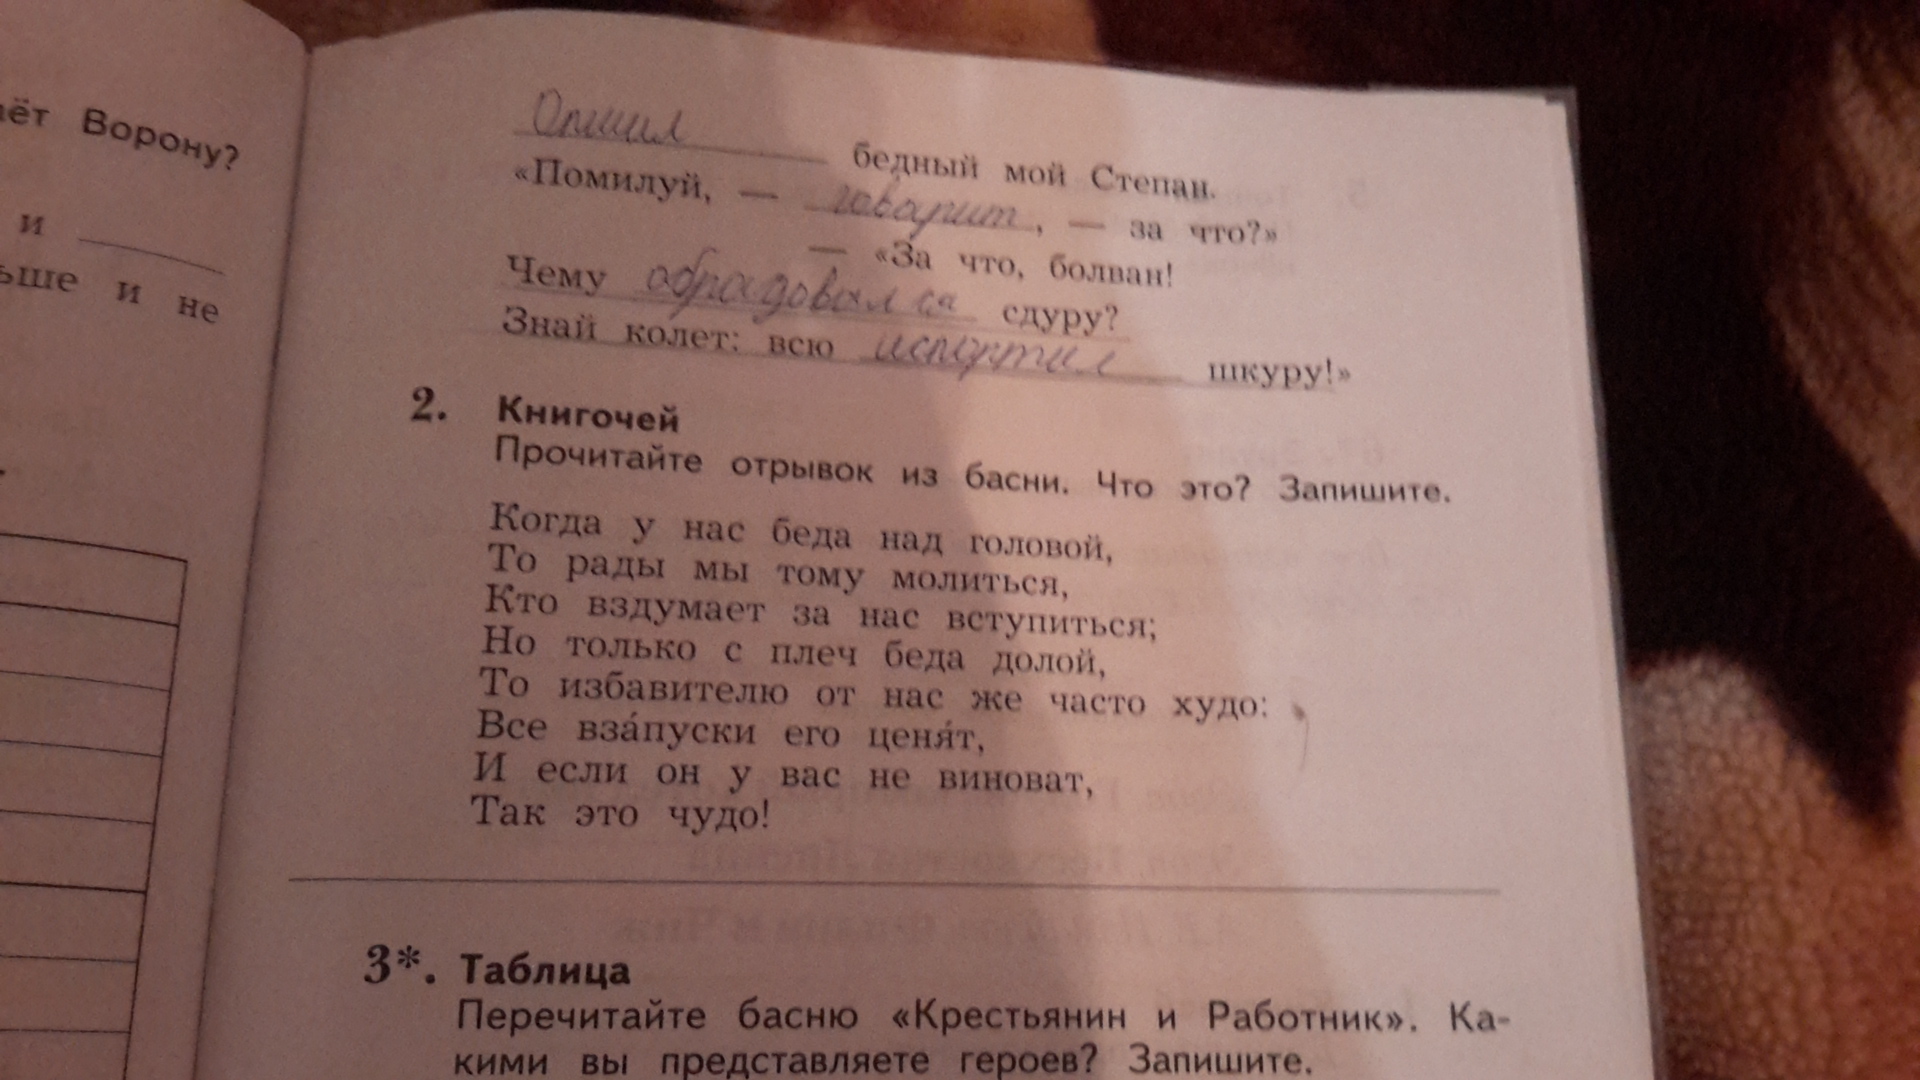 ёт Ворону?
и
ьше и не
Опешил бедный мой Степан.
«Помилуй, — говорит, — за что?»
— «За что, болван!
Чему обрадовался сдуру?
Знай колет: всю испортил шкуру!»
2. Книгочей
Прочитайте отрывок из басни. Что это? Запишите.
Когда у нас беда над головой,
То рады мы тому молиться,
Кто вздумает за нас вступиться;
Но только с плеч беда долой,
То избавителю от нас же часто худо:
Все вза́пуски его ценя́т,
И если он у вас не виноват,
Так это чудо!
3*. Таблица
Перечитайте басню «Крестьянин и Работник». Ка-
кими вы представляете героев? Запишите.